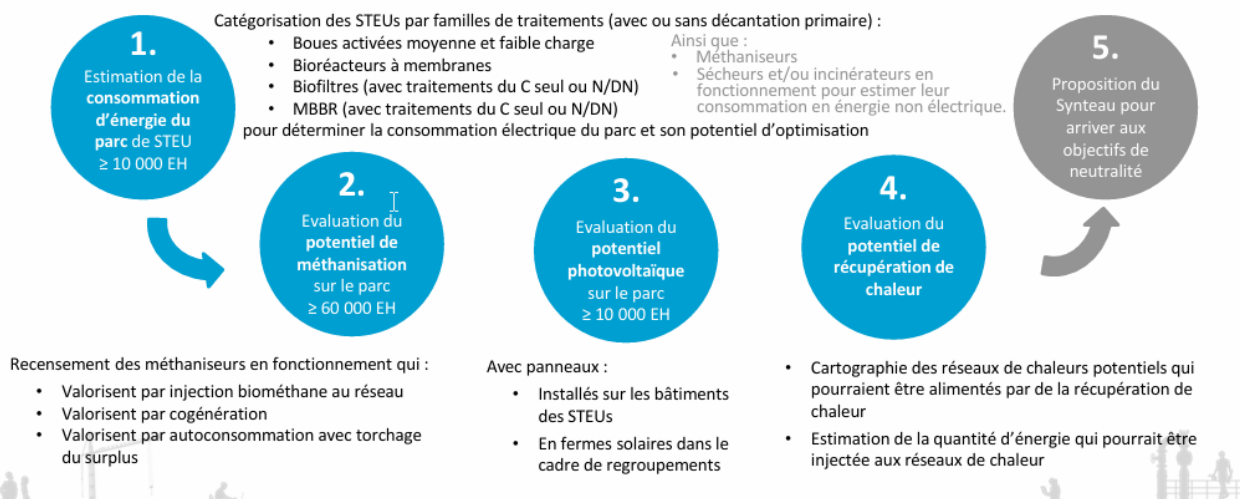 Catégorisation des STEUs par familles de traitements (avec ou sans décantation primaire) :
• Boues activées moyenne et faible charge
• Bioréacteurs à membranes
• Biofiltres (avec traitements du C seul ou N/DN)
• MBBR (avec traitements du C seul ou N/DN)
Ainsi que :
• Méthaniseurs
• Sécheurs et/ou incinérateurs en
fonctionnement pour estimer leur
consommation en énergie non électrique.
pour déterminer la consommation électrique du parc et son potentiel d’optimisation
1.
Estimation de la
consommation
d’énergie du
parc de STEU
≥ 10 000 EH
2.
Evaluation du
potentiel de
méthanisation
sur le parc
≥ 60 000 EH
3.
Evaluation du
potentiel
photovoltaïque
sur le parc
≥ 10 000 EH
4.
Evaluation du
potentiel de
récupération de
chaleur
5.
Proposition du
Synteau pour
arriver aux
objectifs de
neutralité
Recensement des méthaniseurs en fonctionnement qui :
• Valorisent par injection biométhane au réseau
• Valorisent par cogénération
• Valorisent par autoconsommation avec torchage
du surplus
Avec panneaux :
• Installés sur les bâtiments
des STEUs
• En fermes solaires dans le
cadre de regroupements
• Cartographie des réseaux de chaleurs potentiels qui
pourraient être alimentés par de la récupération de
chaleur
• Estimation de la quantité d’énergie qui pourrait être
injectée aux réseaux de chaleur